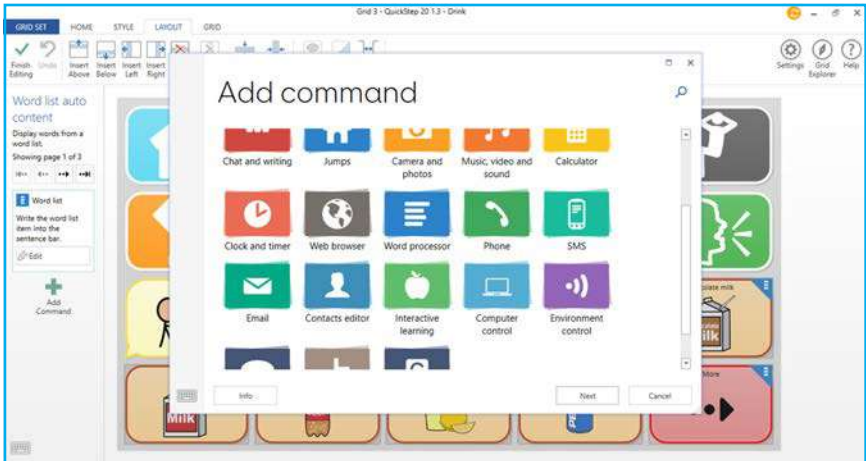 Grid 3 - QuickStep 20 1.3 - Drink
GRID SET HOME STYLE LAYOUT GRID
Finish Editing
Undo
Insert Above
Insert Below
Insert Left
Insert Right
Settings
Grid Explorer
Help
Word list auto
content
Display words from a
word list.
Showing page 1 of 3
Word list
Write the word list
item into the
sentence bar.
Edit
Add
Command
Add command
Chat and writing
Jumps
Camera and
photos
Music, video and
sound
Calculator
Clock and timer
Web browser
Word processor
Phone
SMS
Email
Contacts editor
Interactive
learning
Computer
control
Environment
control
Info
Next
Cancel
milk
More
Milk